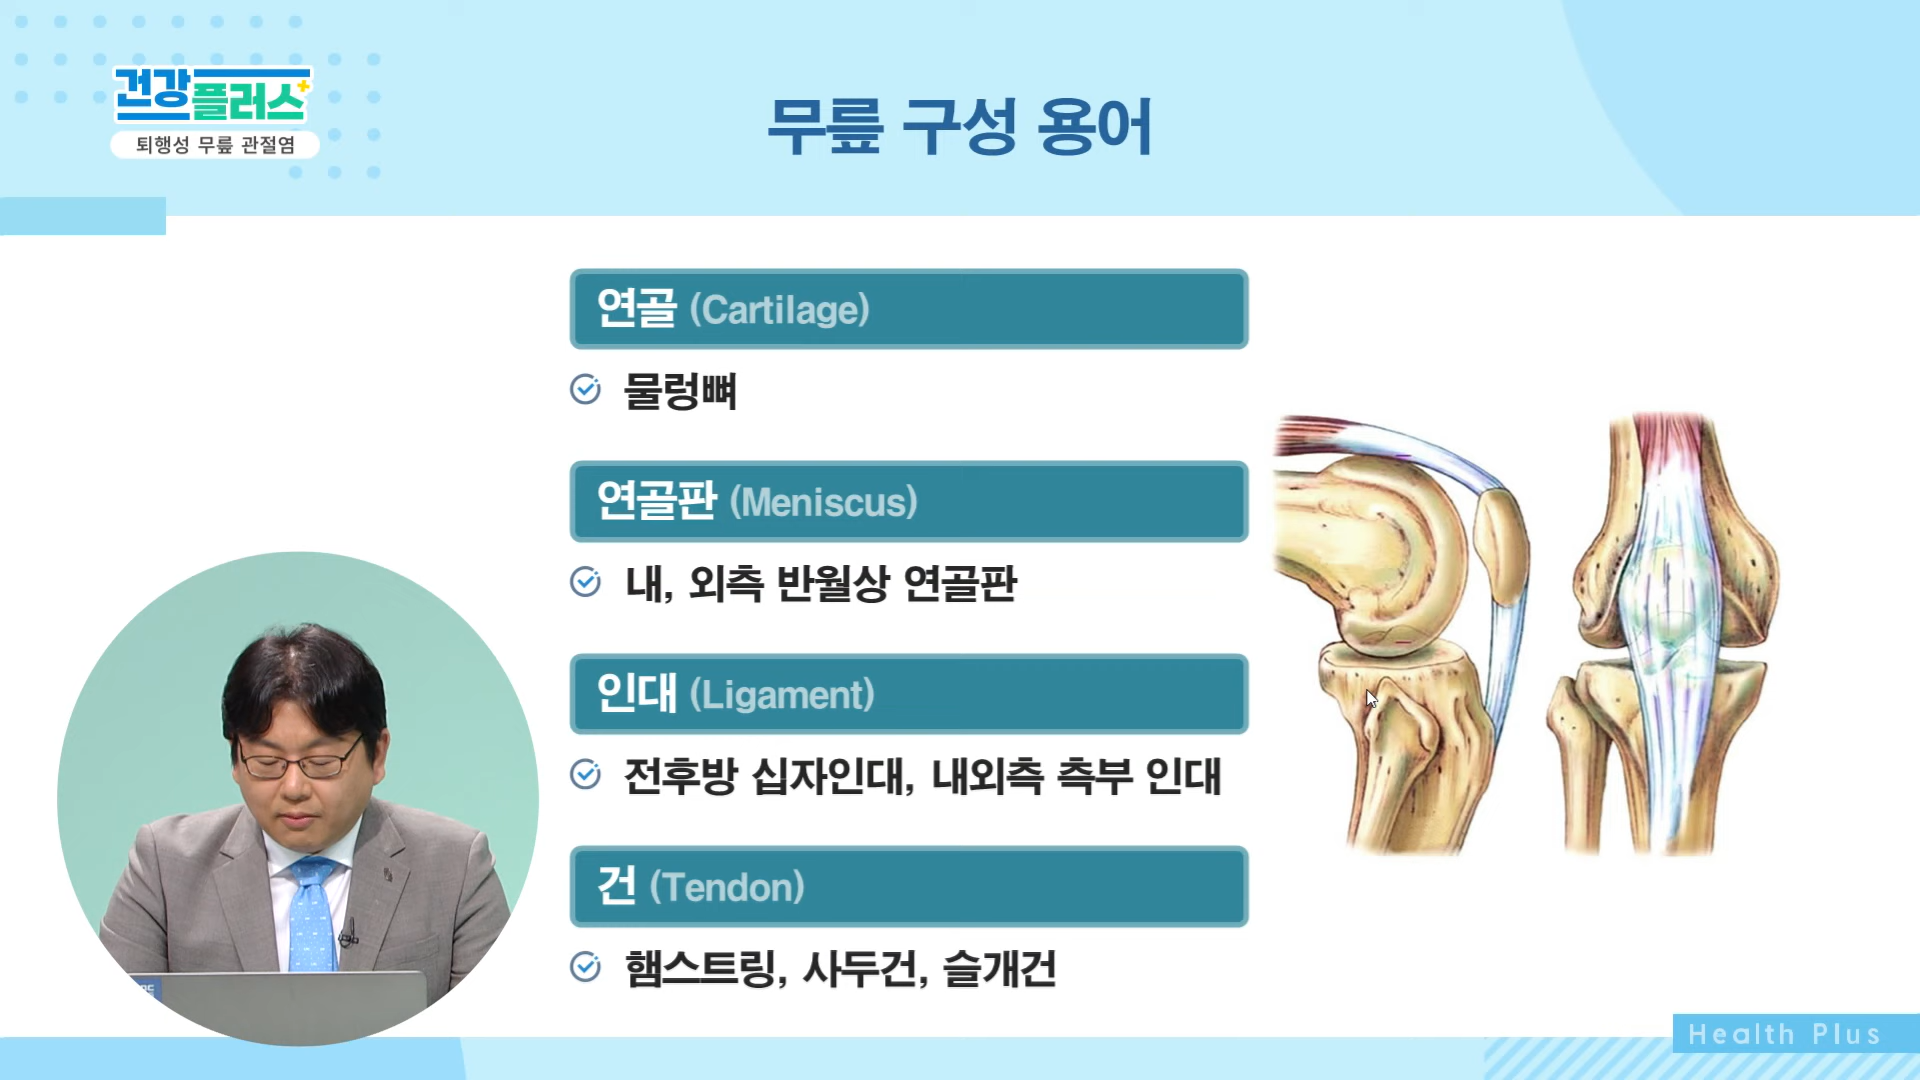 건강플러스+
퇴행성 무릎 관절염
무릎 구성 용어
연골 (Cartilage)
물렁뼈
연골판 (Meniscus)
내, 외측 반월상 연골판
인대 (Ligament)
전후방 십자인대, 내외측 측부 인대
건 (Tendon)
햄스트링, 사두건, 슬개건
Health Plus